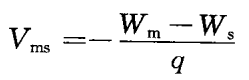 V_ms = − (W_m − W_s) / q